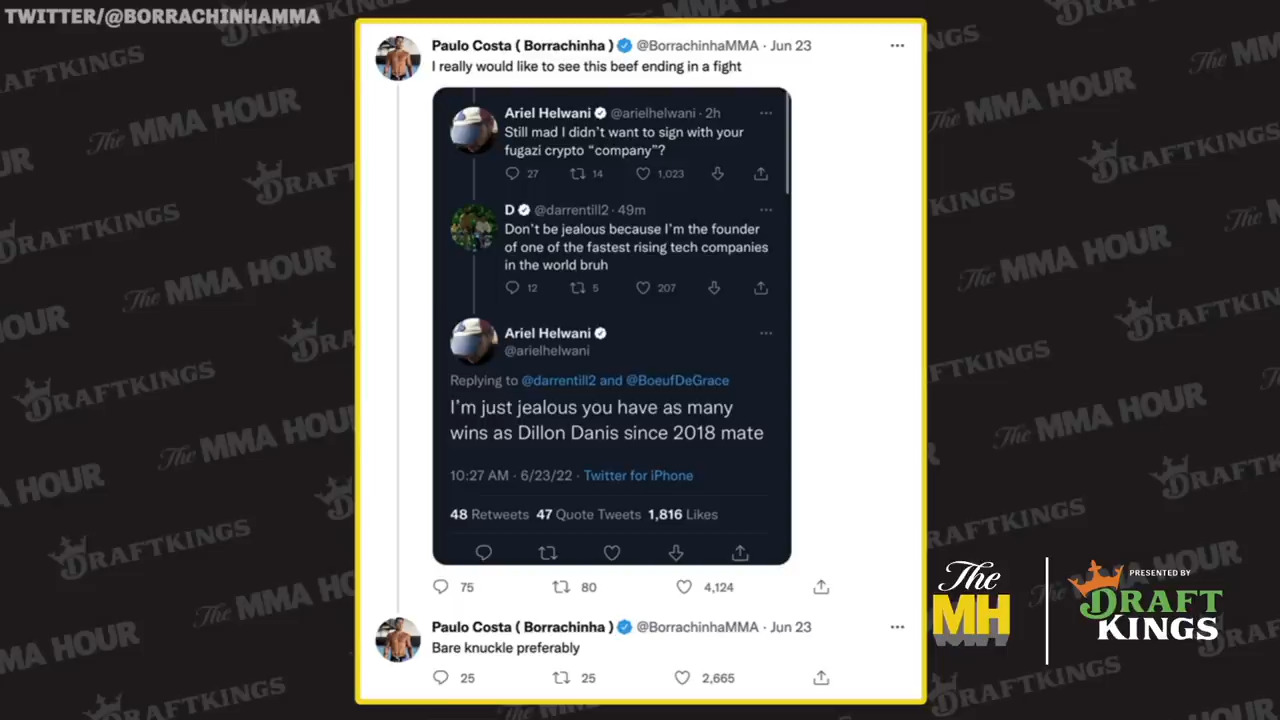 TWITTER/@BORRACHINHAMMA
Paulo Costa ( Borrachinha ) @BorrachinhaMMA · Jun 23
I really would like to see this beef ending in a fight
Ariel Helwani @arielhelwani · 2h
Still mad I didn't want to sign with your
fugazi crypto “company”?
27 14 1,023
D @darrentill2 · 49m
Don't be jealous because I'm the founder
of one of the fastest rising tech companies
in the world bruh
12 5 207
Ariel Helwani
@arielhelwani
Replying to @darrentill2 and @BoeufDeGrace
I'm just jealous you have as many
wins as Dillon Danis since 2018 mate
10:27 AM · 6/23/22 · Twitter for iPhone
48 Retweets 47 Quote Tweets 1,816 Likes
75 80 4,124
Paulo Costa ( Borrachinha ) @BorrachinhaMMA · Jun 23
Bare knuckle preferably
25 25 2,665
The
MH
PRESENTED BY
DRAFT
KINGS
The MMA HOUR
DRAFTKINGS